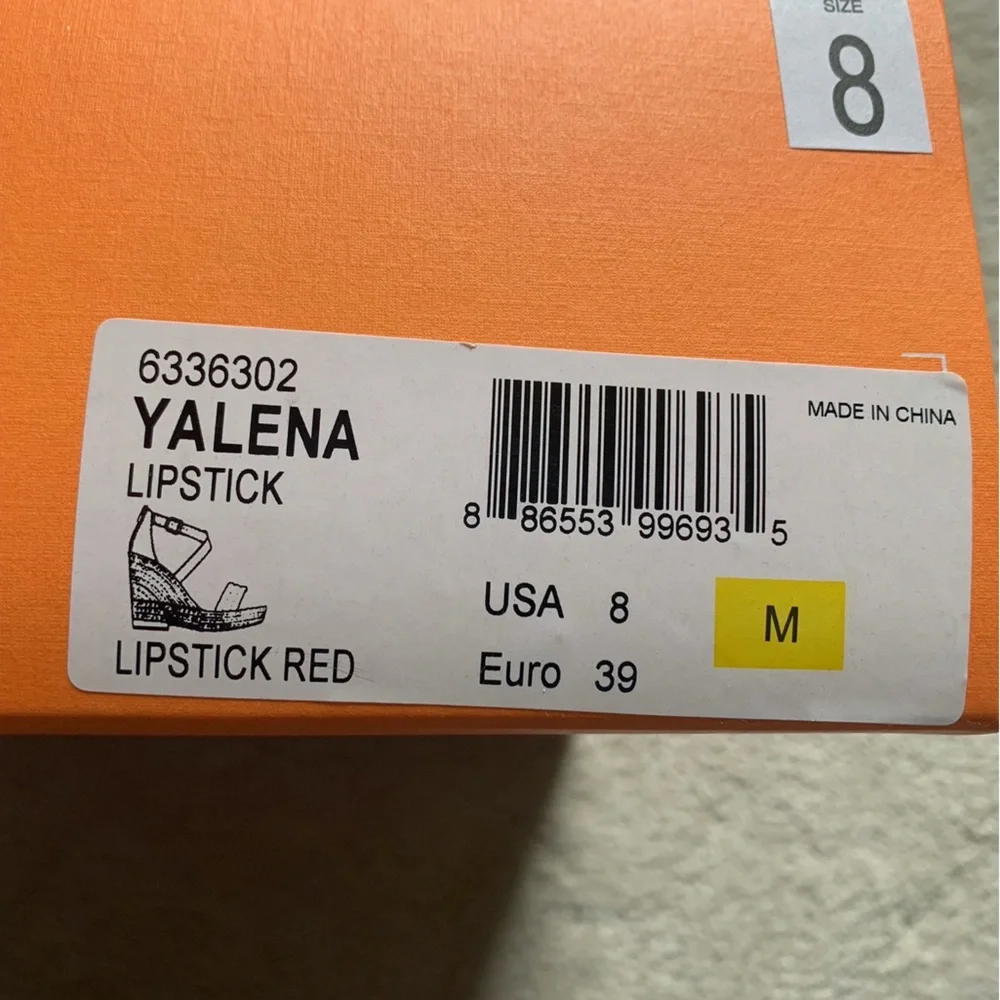 SIZE
8
6336302
YALENA
LIPSTICK
LIPSTICK RED
8 86553 99693 5
MADE IN CHINA
USA 8
Euro 39
M